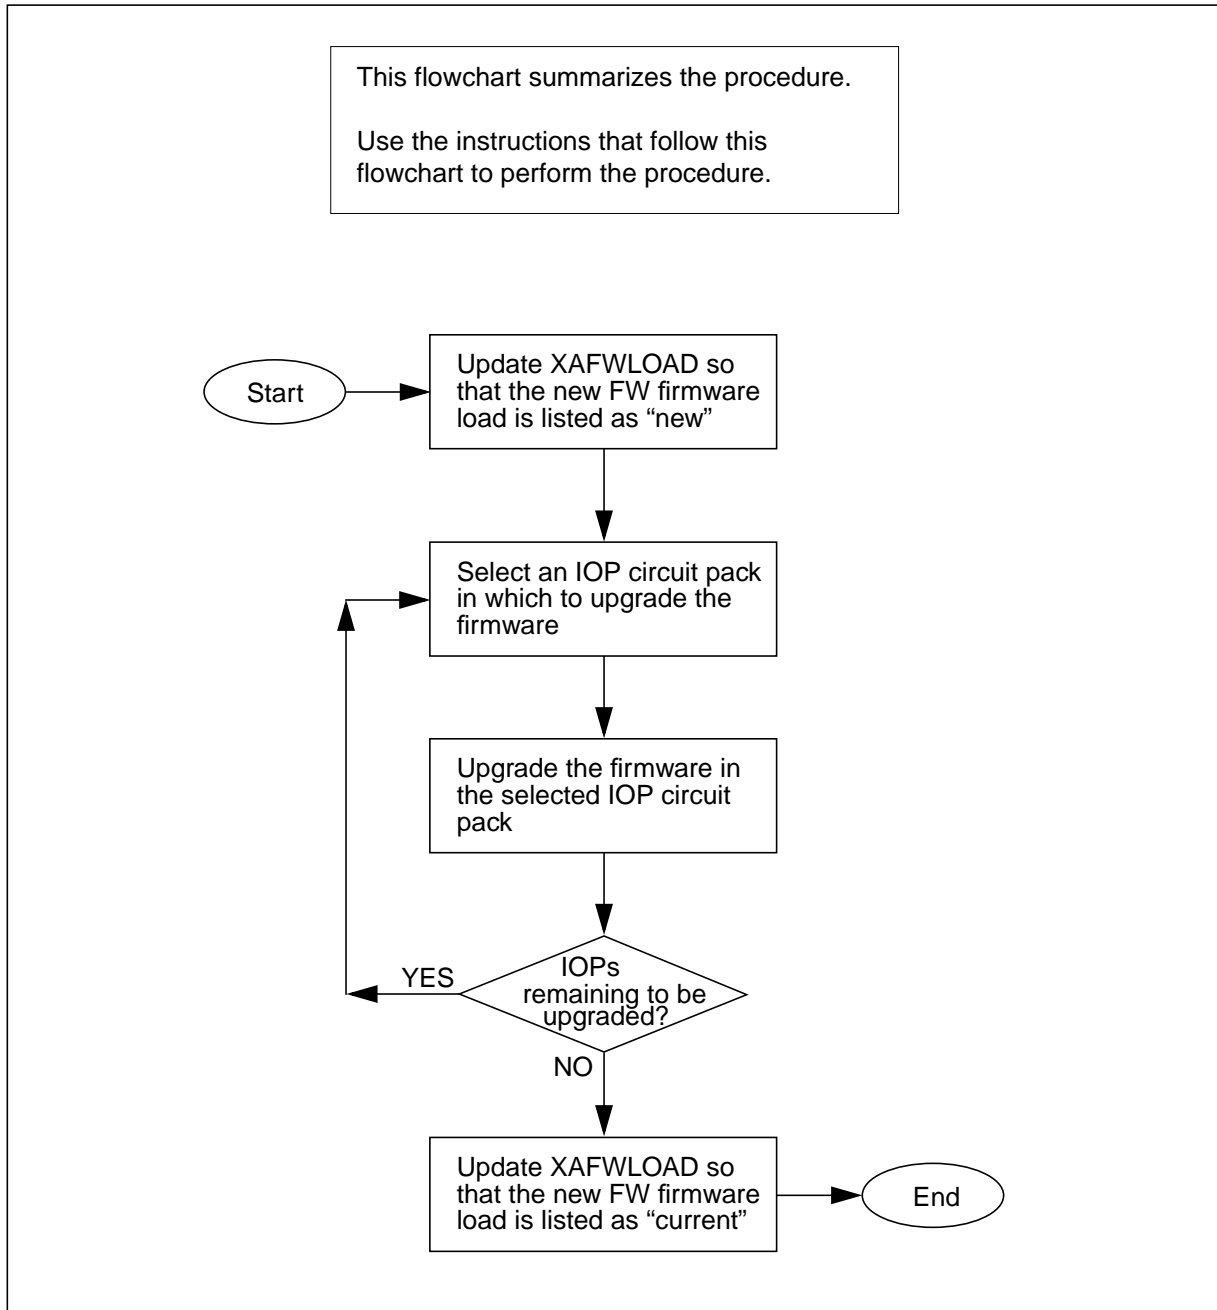 This flowchart summarizes the procedure.
Use the instructions that follow this
flowchart to perform the procedure.
Start
Update XAFWLOAD so
that the new FW firmware
load is listed as “new”
Select an IOP circuit pack
in which to upgrade the
firmware
Upgrade the firmware in
the selected IOP circuit
pack
YES
IOPs
remaining to be
upgraded?
NO
Update XAFWLOAD so
that the new FW firmware
load is listed as “current”
End